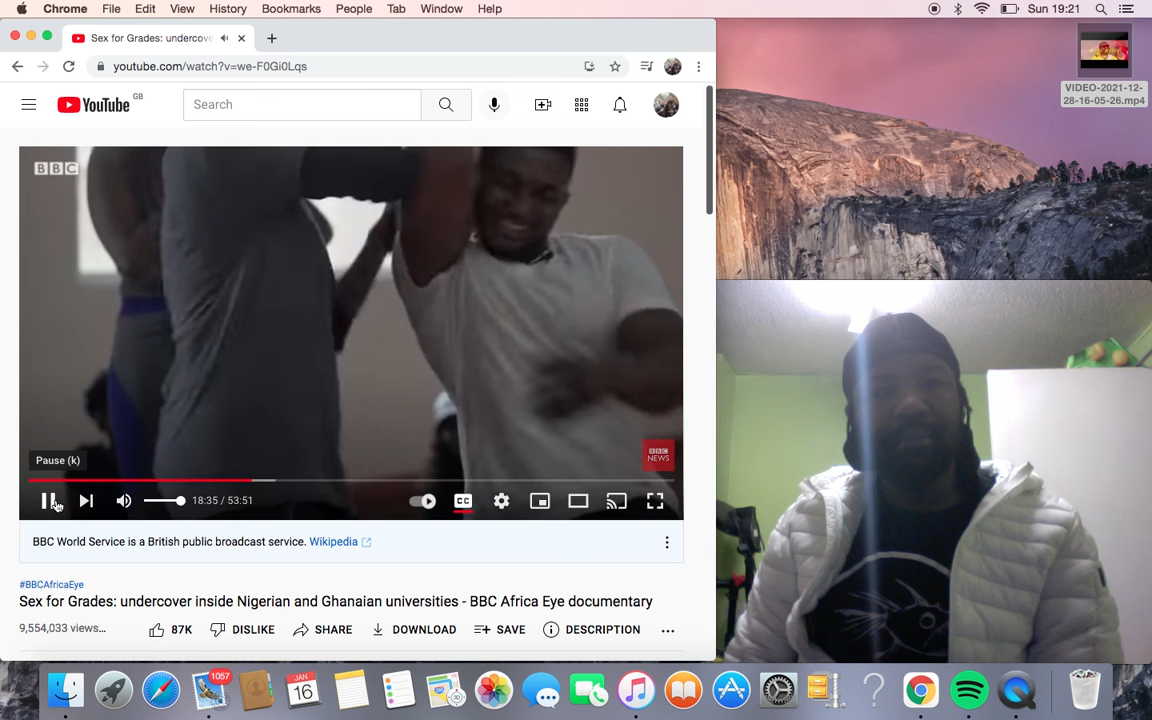 Chrome File Edit View History Bookmarks People Tab Window Help Sun 19:21
Sex for Grades: undercove
youtube.com/watch?v=we-F0Gi0Lqs
YouTube GB
Search
VIDEO-2021-12-
28-16-05-26.mp4
BBC
BBC
NEWS
Pause (k)
18:35 / 53:51
CC
BBC World Service is a British public broadcast service. Wikipedia
#BBCAfricaEye
Sex for Grades: undercover inside Nigerian and Ghanaian universities - BBC Africa Eye documentary
9,554,033 views... 87K DISLIKE SHARE DOWNLOAD SAVE DESCRIPTION ...
1057
JAN
16